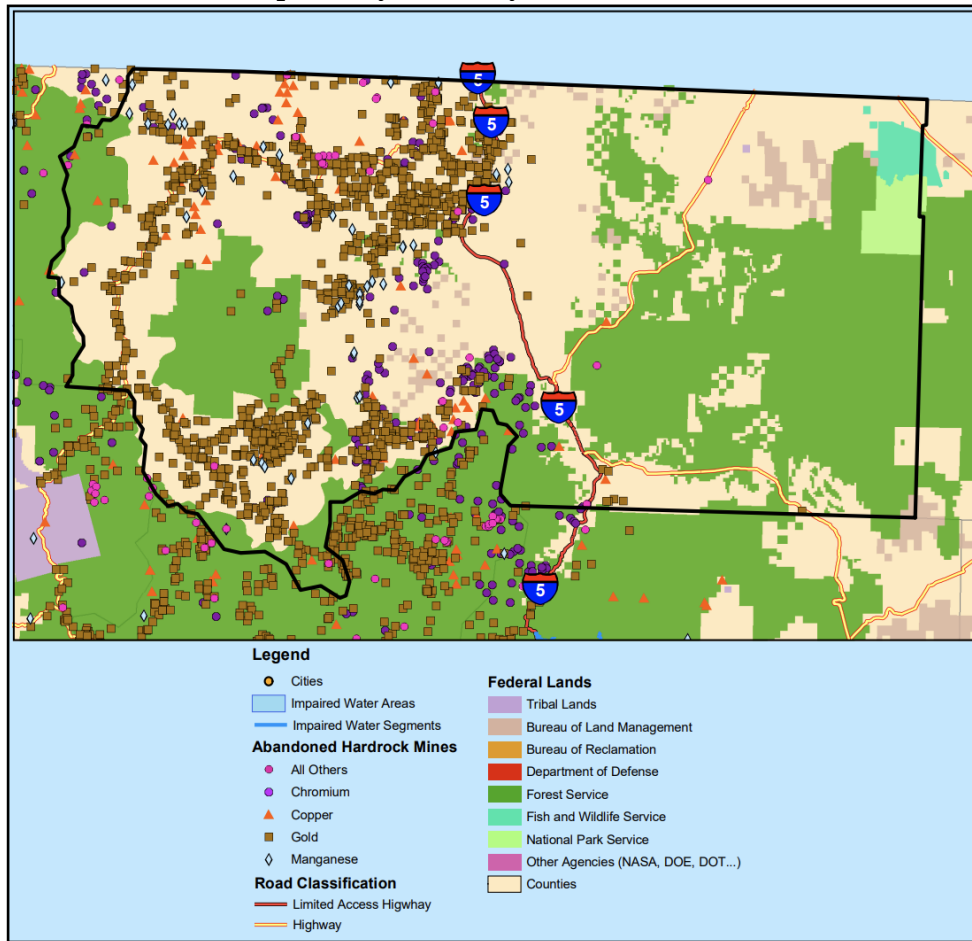 5
5
5
5
5
Legend
Cities
Impaired Water Areas
Impaired Water Segments
Abandoned Hardrock Mines
All Others
Chromium
Copper
Gold
Manganese
Road Classification
Limited Access Higwhay
Highway
Federal Lands
Tribal Lands
Bureau of Land Management
Bureau of Reclamation
Department of Defense
Forest Service
Fish and Wildlife Service
National Park Service
Other Agencies (NASA, DOE, DOT...)
Counties